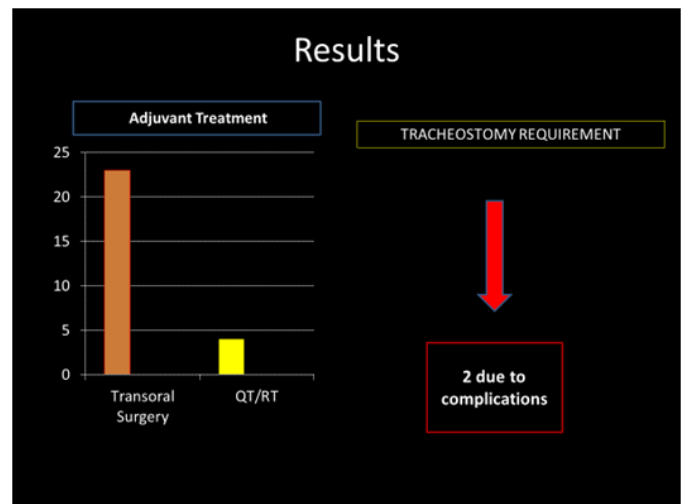 Results
Adjuvant Treatment
TRACHEOSTOMY REQUIREMENT
25
20
15
10
5
0
Transoral
Surgery
QT/RT
2 due to
complications